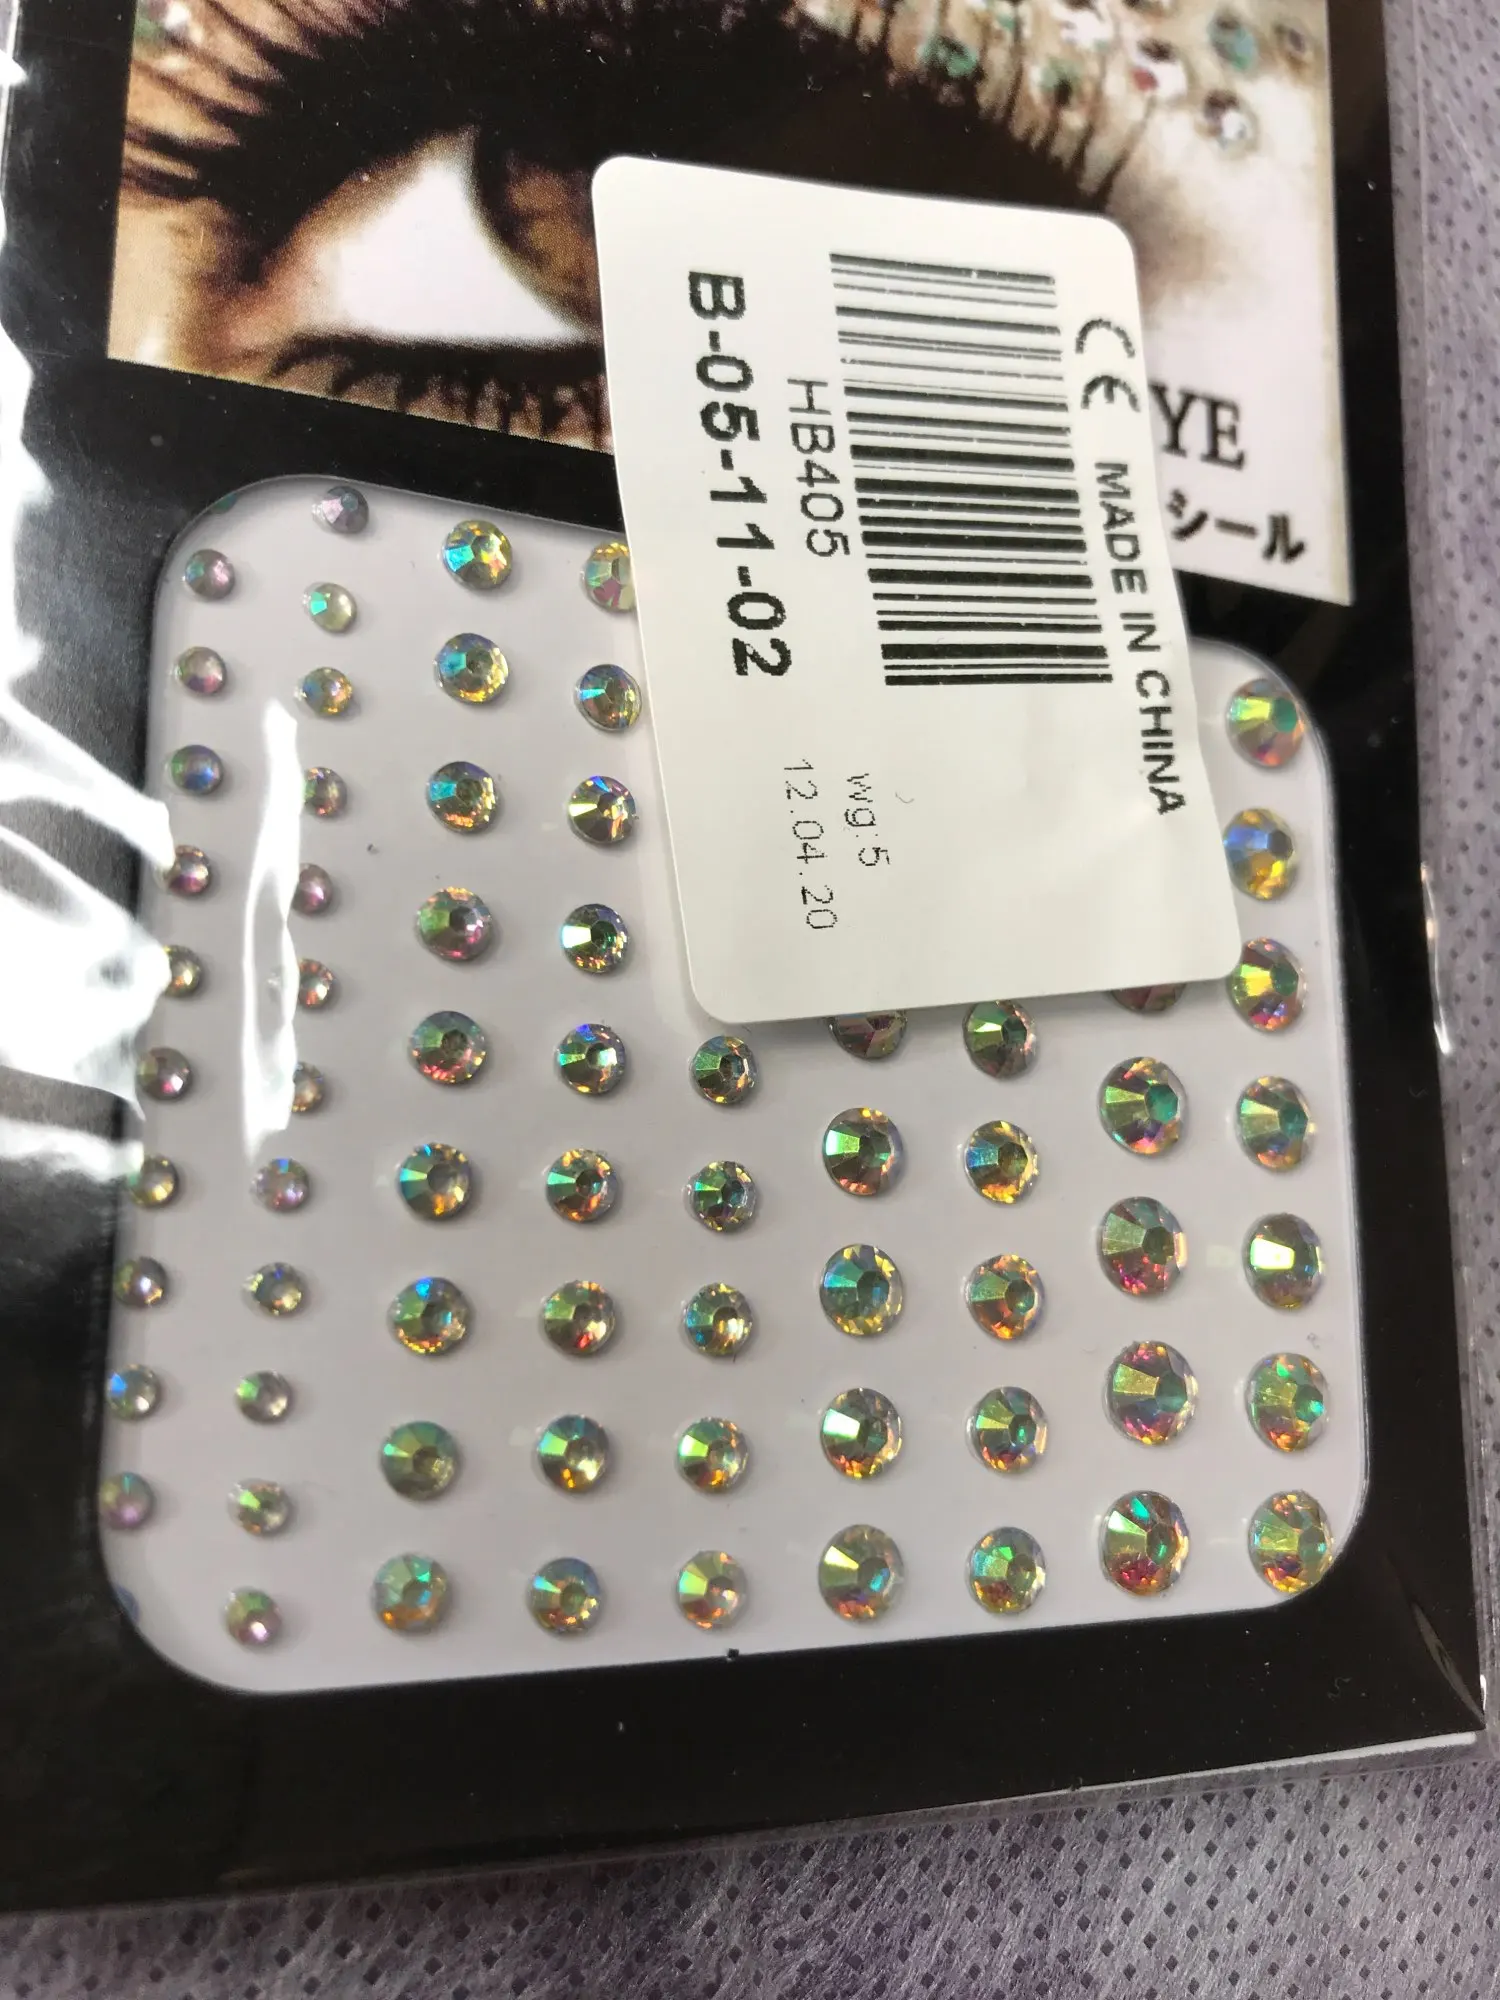 YE
シール
CE MADE IN CHINA
HB405
B-05-11-02
wg:5
12.04.20